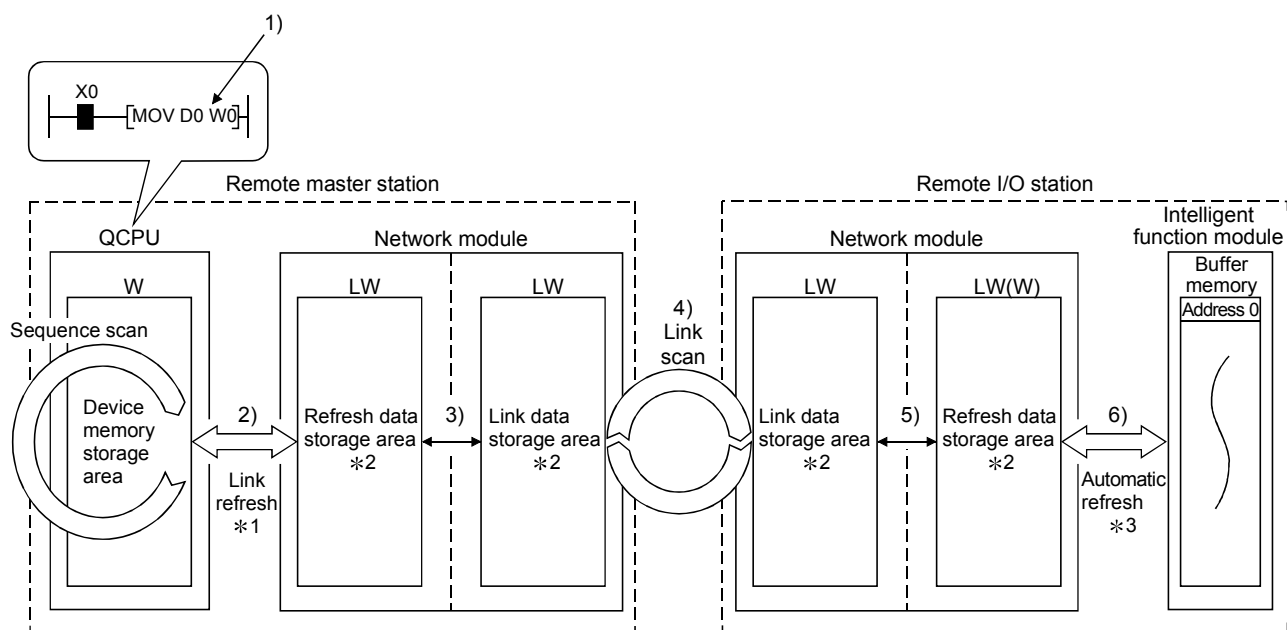 1)
X0
MOV D0 W0
Remote master station
Remote I/O station
QCPU
Network module
Network module
Intelligent
function module
W
LW
LW
LW
LW(W)
Buffer
memory
Address 0
Sequence scan
4)
Link
scan
Device
memory
storage
area
2)
Link
refresh
*1
Refresh data
storage area
*2
3)
Link data
storage area
*2
Link data
storage area
*2
5)
Refresh data
storage area
*2
6)
Automatic
refresh
*3